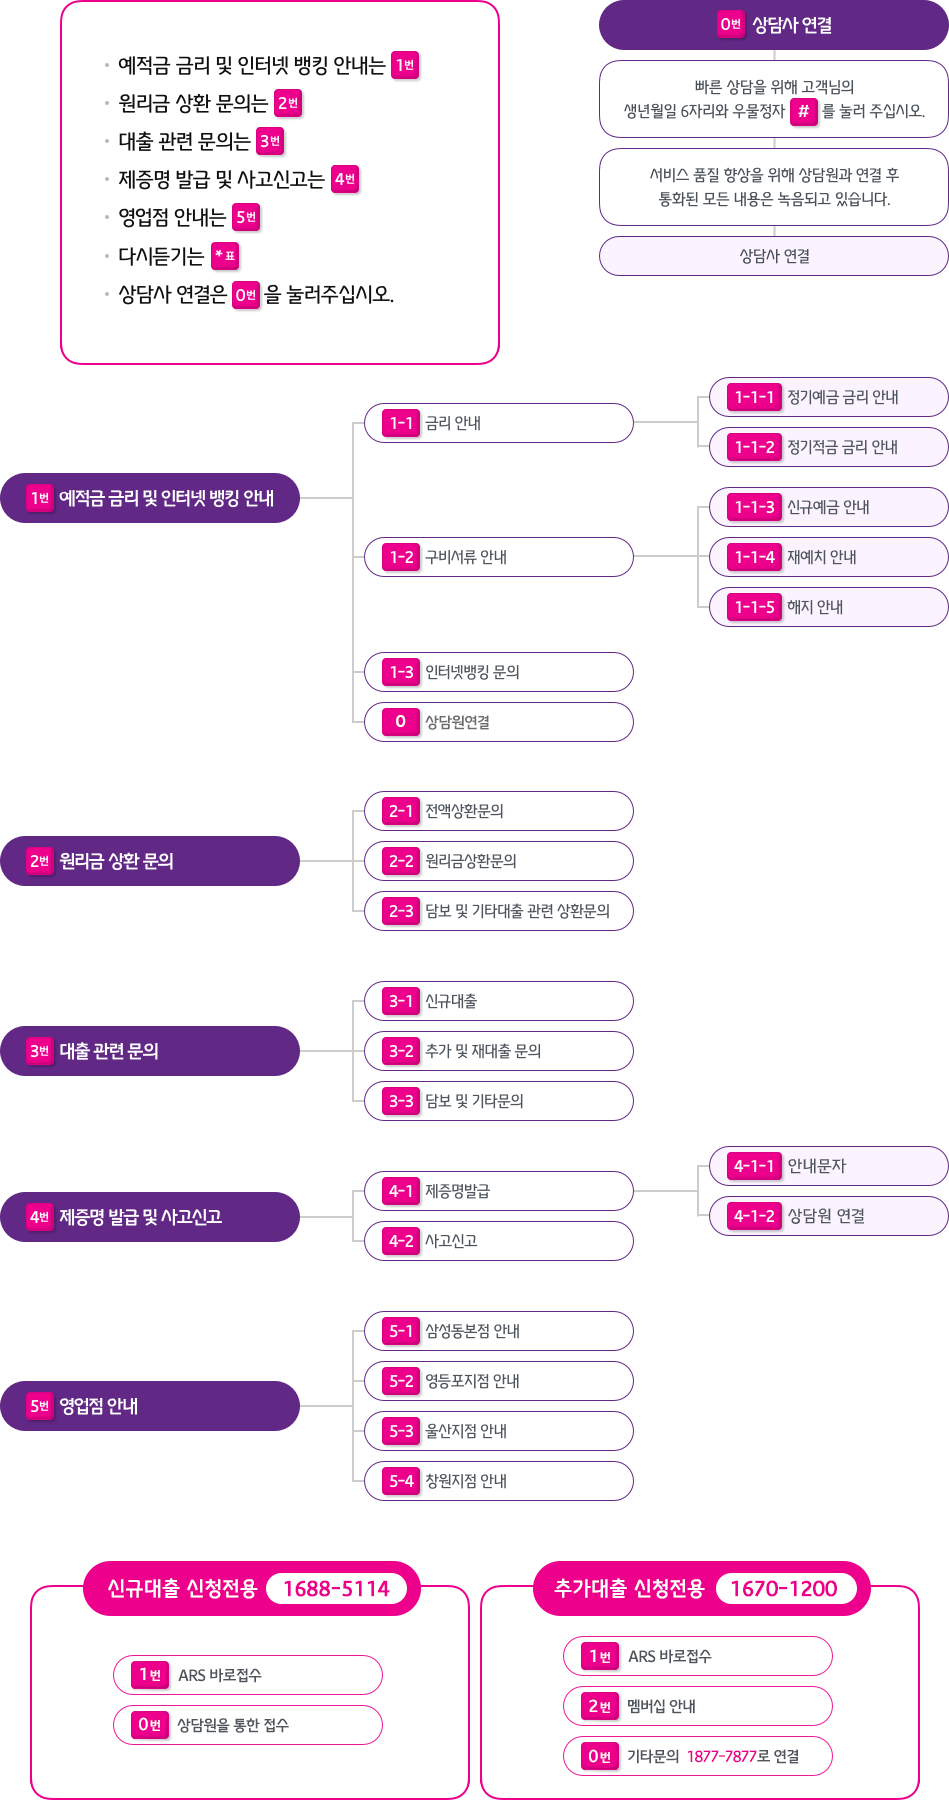 · 예적금 금리 및 인터넷 뱅킹 안내는 1번
· 원리금 상환 문의는 2번
· 대출 관련 문의는 3번
· 제증명 발급 및 사고신고는 4번
· 영업점 안내는 5번
· 다시듣기는 * 표
· 상담사 연결은 0번 을 눌러주십시오.
0번 상담사 연결
빠른 상담을 위해 고객님의
생년월일 6자리와 우물정자 # 를 눌러 주십시오.
서비스 품질 향상을 위해 상담원과 연결 후
통화된 모든 내용은 녹음되고 있습니다.
상담사 연결
1번 예적금 금리 및 인터넷 뱅킹 안내
1-1 금리 안내
1-1-1 정기예금 금리 안내
1-1-2 정기적금 금리 안내
1-2 구비서류 안내
1-1-3 신규예금 안내
1-1-4 재예치 안내
1-1-5 해지 안내
1-3 인터넷뱅킹 문의
0 상담원연결
2번 원리금 상환 문의
2-1 전액상환문의
2-2 원리금상환문의
2-3 담보 및 기타대출 관련 상환문의
3번 대출 관련 문의
3-1 신규대출
3-2 추가 및 재대출 문의
3-3 담보 및 기타문의
4번 제증명 발급 및 사고신고
4-1 제증명발급
4-1-1 안내문자
4-1-2 상담원 연결
4-2 사고신고
5번 영업점 안내
5-1 삼성동본점 안내
5-2 영등포지점 안내
5-3 울산지점 안내
5-4 창원지점 안내
신규대출 신청전용 1688-5114
1번 ARS 바로접수
0번 상담원을 통한 접수
추가대출 신청전용 1670-1200
1번 ARS 바로접수
2번 멤버십 안내
0번 기타문의 1877-7877로 연결